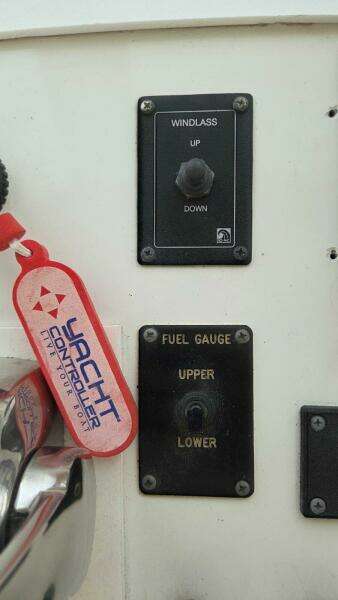 WINDLASS
UP
DOWN
YACHT
CONTROLLER
LIVE YOUR BOAT
FUEL GAUGE
UPPER
LOWER